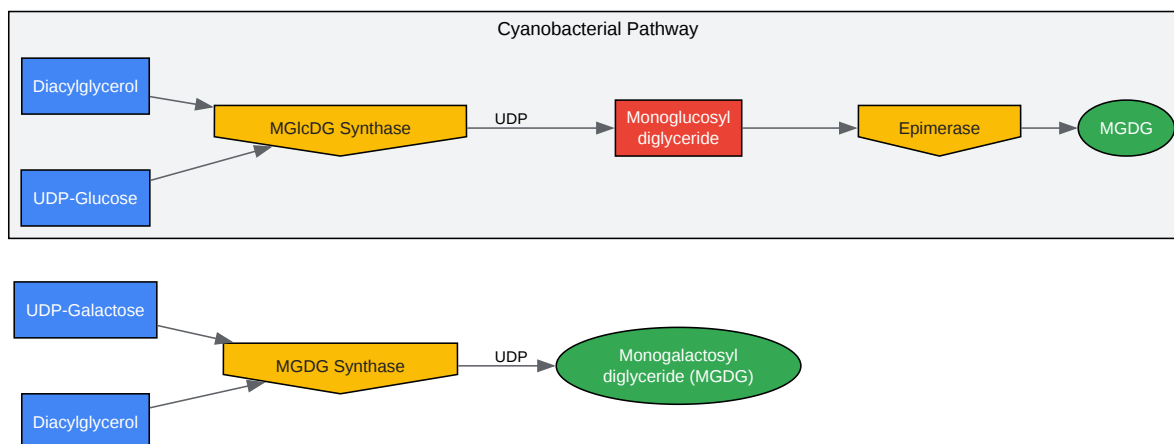 Cyanobacterial Pathway
Diacylglycerol
MGlcDG Synthase
UDP
Monoglucosyl
diglyceride
Epimerase
MGDG
UDP-Glucose
UDP-Galactose
MGDG Synthase
UDP
Monogalactosyl
diglyceride (MGDG)
Diacylglycerol